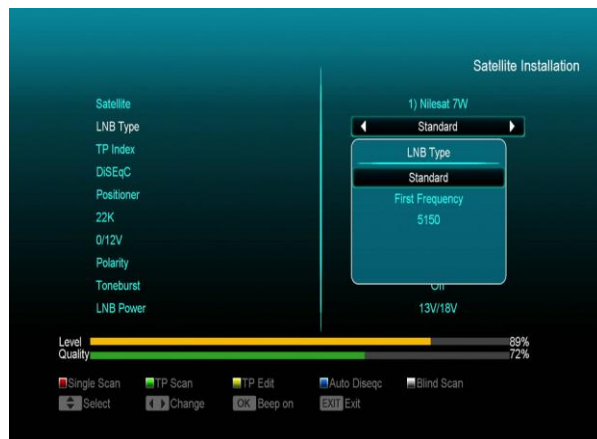 Satellite Installation
Satellite 1) Nilesat 7W
LNB Type Standard
TP Index LNB Type
DiSEqC Standard
Positioner First Frequency
22K 5150
0/12V
Polarity
Toneburst Off
LNB Power 13V/18V
Level 89%
Quality 72%
Single Scan TP Scan TP Edit Auto Diseqc Blind Scan
Select Change OK Beep on EXIT Exit